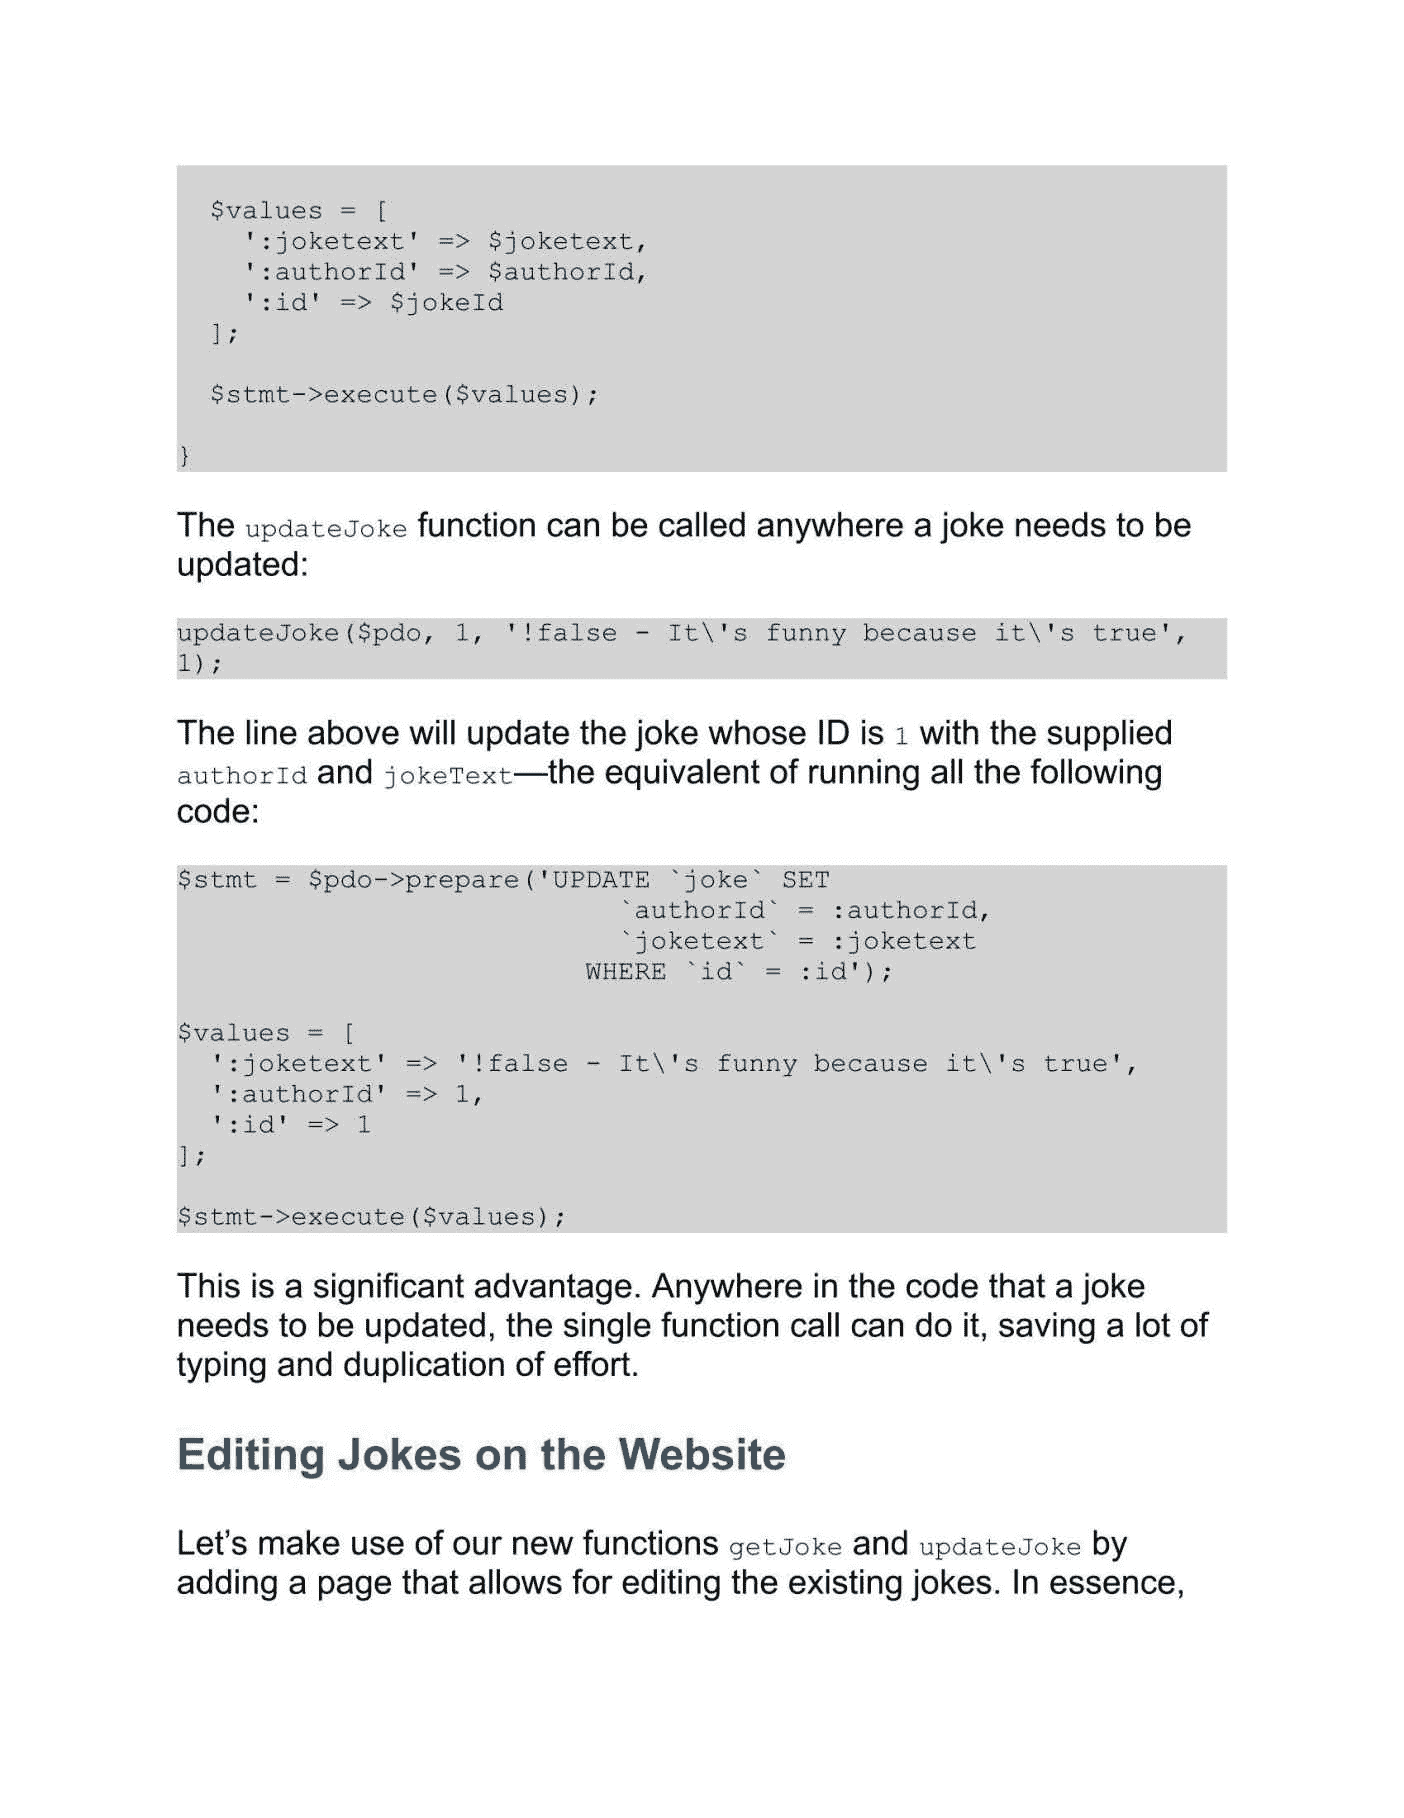 $values = [
    ':joketext' => $joketext,
    ':authorId' => $authorId,
    ':id' => $jokeId
  ];

  $stmt->execute($values);

}
The updateJoke function can be called anywhere a joke needs to be
updated:
updateJoke($pdo, 1, '!false - It\'s funny because it\'s true',
1);
The line above will update the joke whose ID is 1 with the supplied
authorId and jokeText—the equivalent of running all the following
code:
$stmt = $pdo->prepare('UPDATE `joke` SET
                           `authorId` = :authorId,
                           `joketext` = :joketext
                         WHERE `id` = :id');

$values = [
  ':joketext' => '!false - It\'s funny because it\'s true',
  ':authorId' => 1,
  ':id' => 1
];

$stmt->execute($values);
This is a significant advantage. Anywhere in the code that a joke
needs to be updated, the single function call can do it, saving a lot of
typing and duplication of effort.
Editing Jokes on the Website
Let’s make use of our new functions getJoke and updateJoke by
adding a page that allows for editing the existing jokes. In essence,